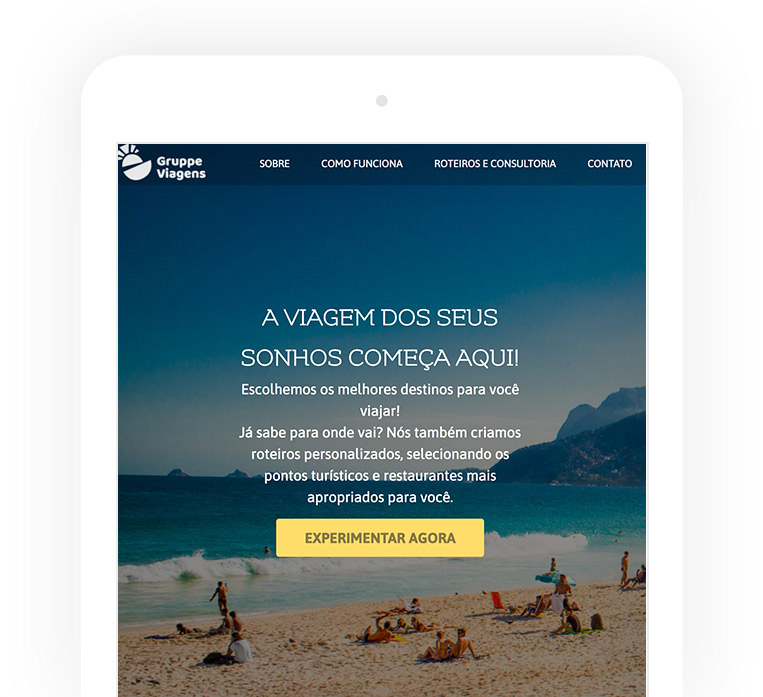 Gruppe
Viagens
SOBRE
COMO FUNCIONA
ROTEIROS E CONSULTORIA
CONTATO
A VIAGEM DOS SEUS
SONHOS COMEÇA AQUI!
Escolhemos os melhores destinos para você
viajar!
Já sabe para onde vai? Nós também criamos
roteiros personalizados, selecionando os
pontos turísticos e restaurantes mais
apropriados para você.
EXPERIMENTAR AGORA